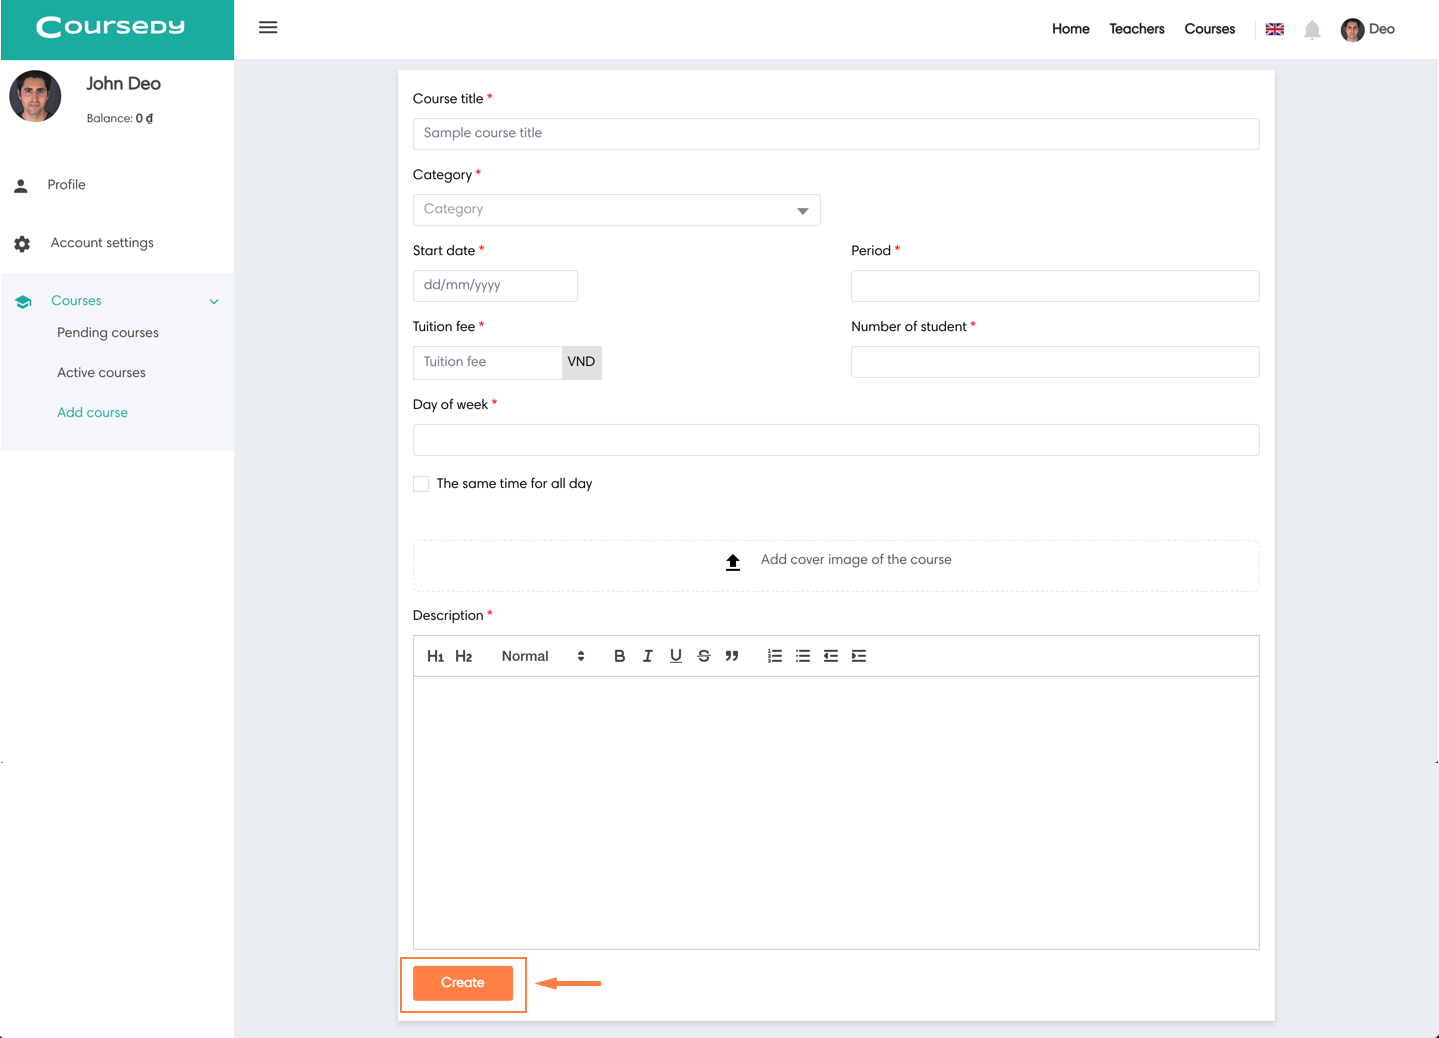 COURSEDY
Home Teachers Courses Deo
John Deo
Balance: 0 ₫
Profile
Account settings
Courses
Pending courses
Active courses
Add course
Course title *
Sample course title
Category *
Category
Start date *
Period *
dd/mm/yyyy
Tuition fee *
Number of student *
Tuition fee VND
Day of week *
The same time for all day
Add cover image of the course
Description *
H1 H2 Normal B I U S
Create